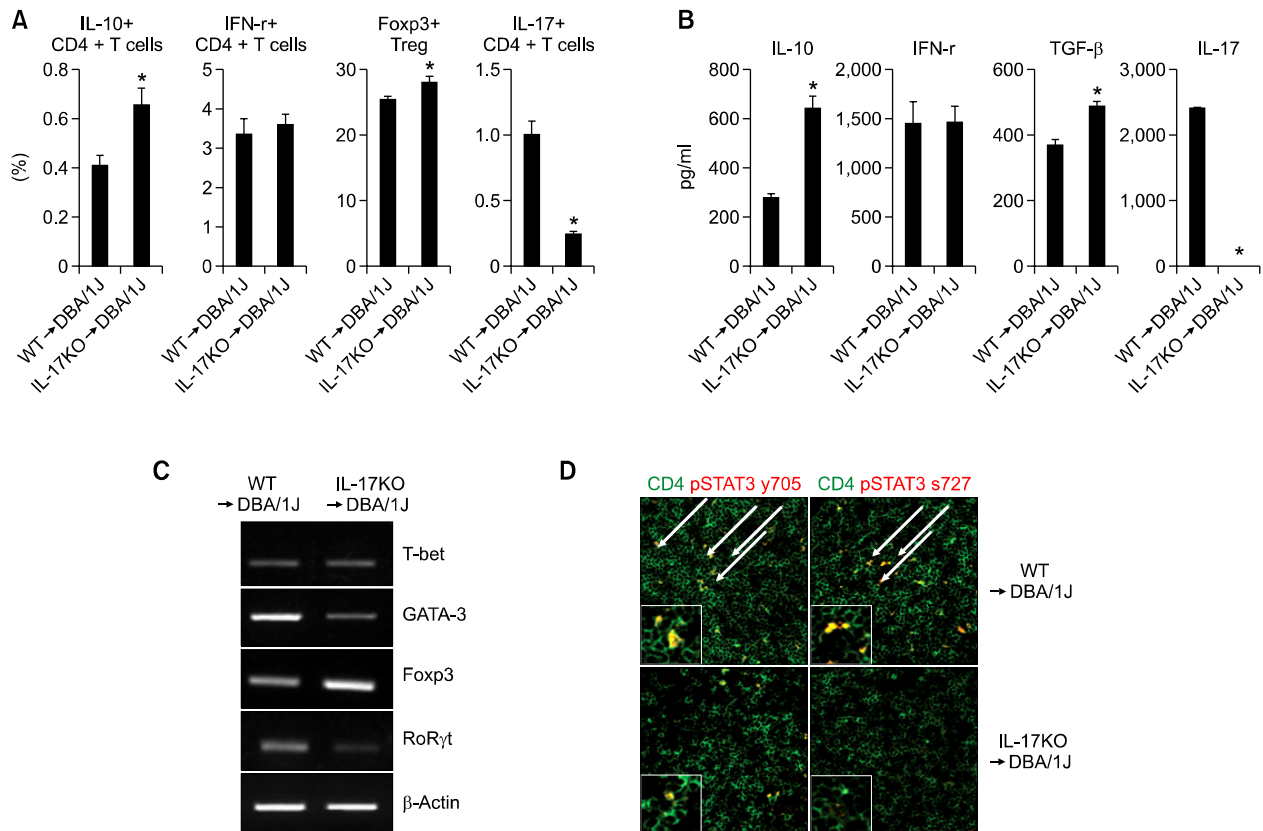 A
IL-10+
CD4 + T cells
IFN-r+
CD4 + T cells
Foxp3+
Treg
IL-17+
CD4 + T cells
(%)
0.8
0.6
0.4
0.2
0
*
WT→DBA/1J
IL-17KO→DBA/1J
5
4
3
2
1
0
WT→DBA/1J
IL-17KO→DBA/1J
30
20
10
0
*
WT→DBA/1J
IL-17KO→DBA/1J
1.5
1.0
0.5
0
*
WT→DBA/1J
IL-17KO→DBA/1J
B
IL-10
IFN-r
TGF-β
IL-17
pg/ml
800
600
400
200
0
*
WT→DBA/1J
IL-17KO→DBA/1J
2,000
1,500
1,000
500
0
WT→DBA/1J
IL-17KO→DBA/1J
600
400
200
0
*
WT→DBA/1J
IL-17KO→DBA/1J
3,000
2,000
1,000
0
*
WT→DBA/1J
IL-17KO→DBA/1J
C
WT
→DBA/1J
IL-17KO
→DBA/1J
T-bet
GATA-3
Foxp3
RoRγt
β-Actin
D
CD4 pSTAT3 y705
CD4 pSTAT3 s727
WT
→DBA/1J
IL-17KO
→DBA/1J